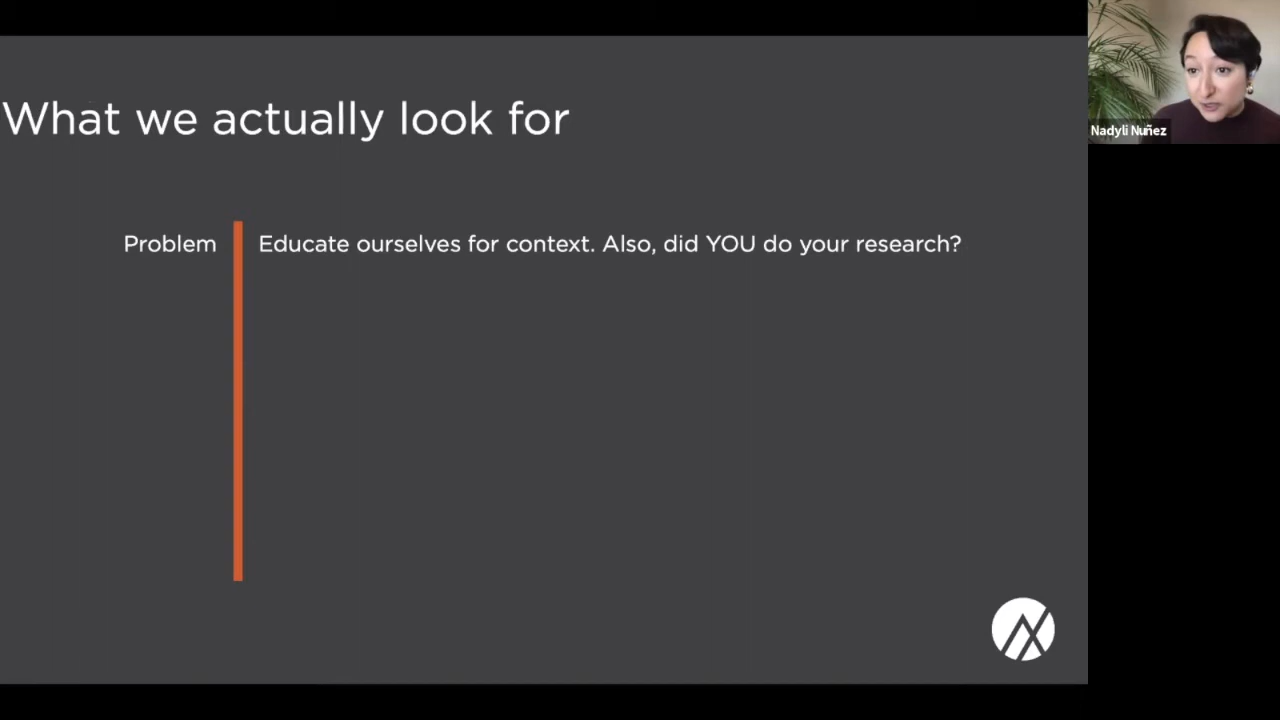 What we actually look for
Problem
Educate ourselves for context. Also, did YOU do your research?
Nadyli Nuñez